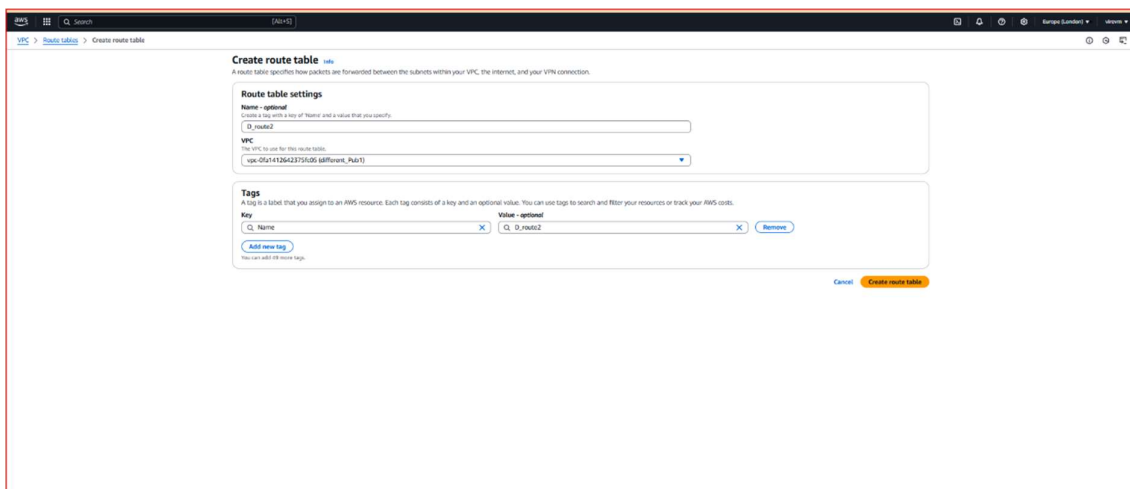 aws Search [Alt+S] Europe (London) virovm
VPC > Route tables > Create route table
Create route table Info
A route table specifies how packets are forwarded between the subnets within your VPC, the internet, and your VPN connection.
Route table settings
Name - optional
Create a tag with a key of 'Name' and a value that you specify.
D_route2
VPC
The VPC to use for this route table.
vpc-0fa1412642375fc05 (different_Pub1)
Tags
A tag is a label that you assign to an AWS resource. Each tag consists of a key and an optional value. You can use tags to search and filter your resources or track your AWS costs.
Key Value - optional
Name D_route2 Remove
Add new tag
You can add 49 more tags.
Cancel Create route table